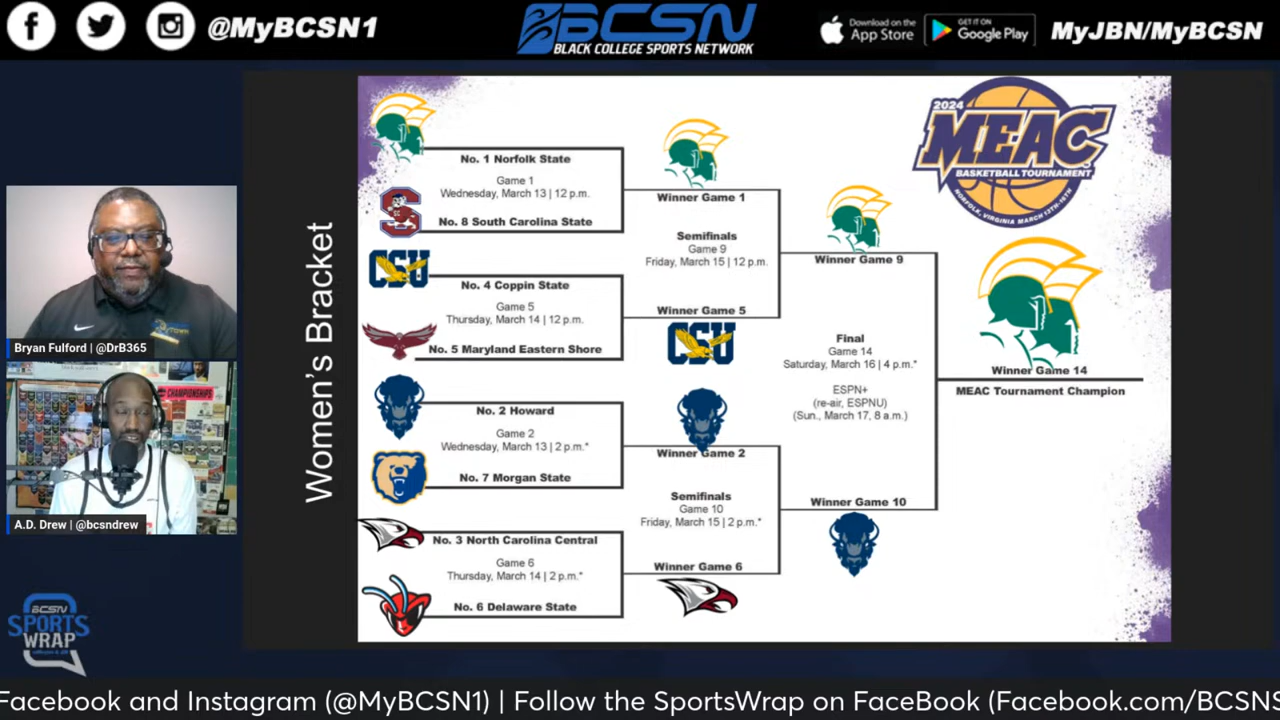 @MyBCSN1
BCSN
BLACK COLLEGE SPORTS NETWORK
Download on the
App Store
GET IT ON
Google Play
MyJBN/MyBCSN
Women's Bracket
2024
MEAC
BASKETBALL TOURNAMENT
NORFOLK, VIRGINIA MARCH 13TH-16TH
No. 1 Norfolk State
Game 1
Wednesday, March 13 | 12 p.m.
No. 8 South Carolina State
CSU
No. 4 Coppin State
Game 5
Thursday, March 14 | 12 p.m.
No. 5 Maryland Eastern Shore
No. 2 Howard
Game 2
Wednesday, March 13 | 2 p.m.*
No. 7 Morgan State
No. 3 North Carolina Central
Game 6
Thursday, March 14 | 2 p.m.*
No. 6 Delaware State
Winner Game 1
Semifinals
Game 9
Friday, March 15 | 12 p.m.
Winner Game 5
CSU
Winner Game 2
Semifinals
Game 10
Friday, March 15 | 2 p.m.*
Winner Game 6
Winner Game 9
Final
Game 14
Saturday, March 16 | 4 p.m.*
ESPN+
(re-air, ESPNU)
(Sun., March 17, 8 a.m.)
Winner Game 10
Winner Game 14
MEAC Tournament Champion
Bryan Fulford | @DrB365
CHAMPIONSHIPS
A.D. Drew | @bcsndrew
BCSN
SPORTS
WRAP
Facebook and Instagram (@MyBCSN1) | Follow the SportsWrap on FaceBook (Facebook.com/BCSNS